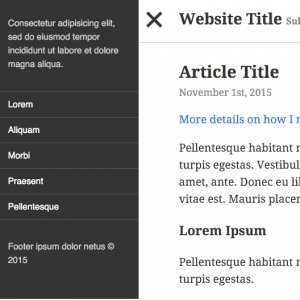 Consectetur adipisicing elit,
sed do eiusmod tempor
incididunt ut labore et dolore
magna aliqua.
Lorem
Aliquam
Morbi
Praesent
Pellentesque
Footer ipsum dolor netus ©
2015
Website Title
Article Title
November 1st, 2015
More details on how I
Pellentesque habitant
turpis egestas. Vestibul
amet, ante. Donec eu li
vitae est. Mauris placer
Lorem Ipsum
Pellentesque habitant
turpis egestas.